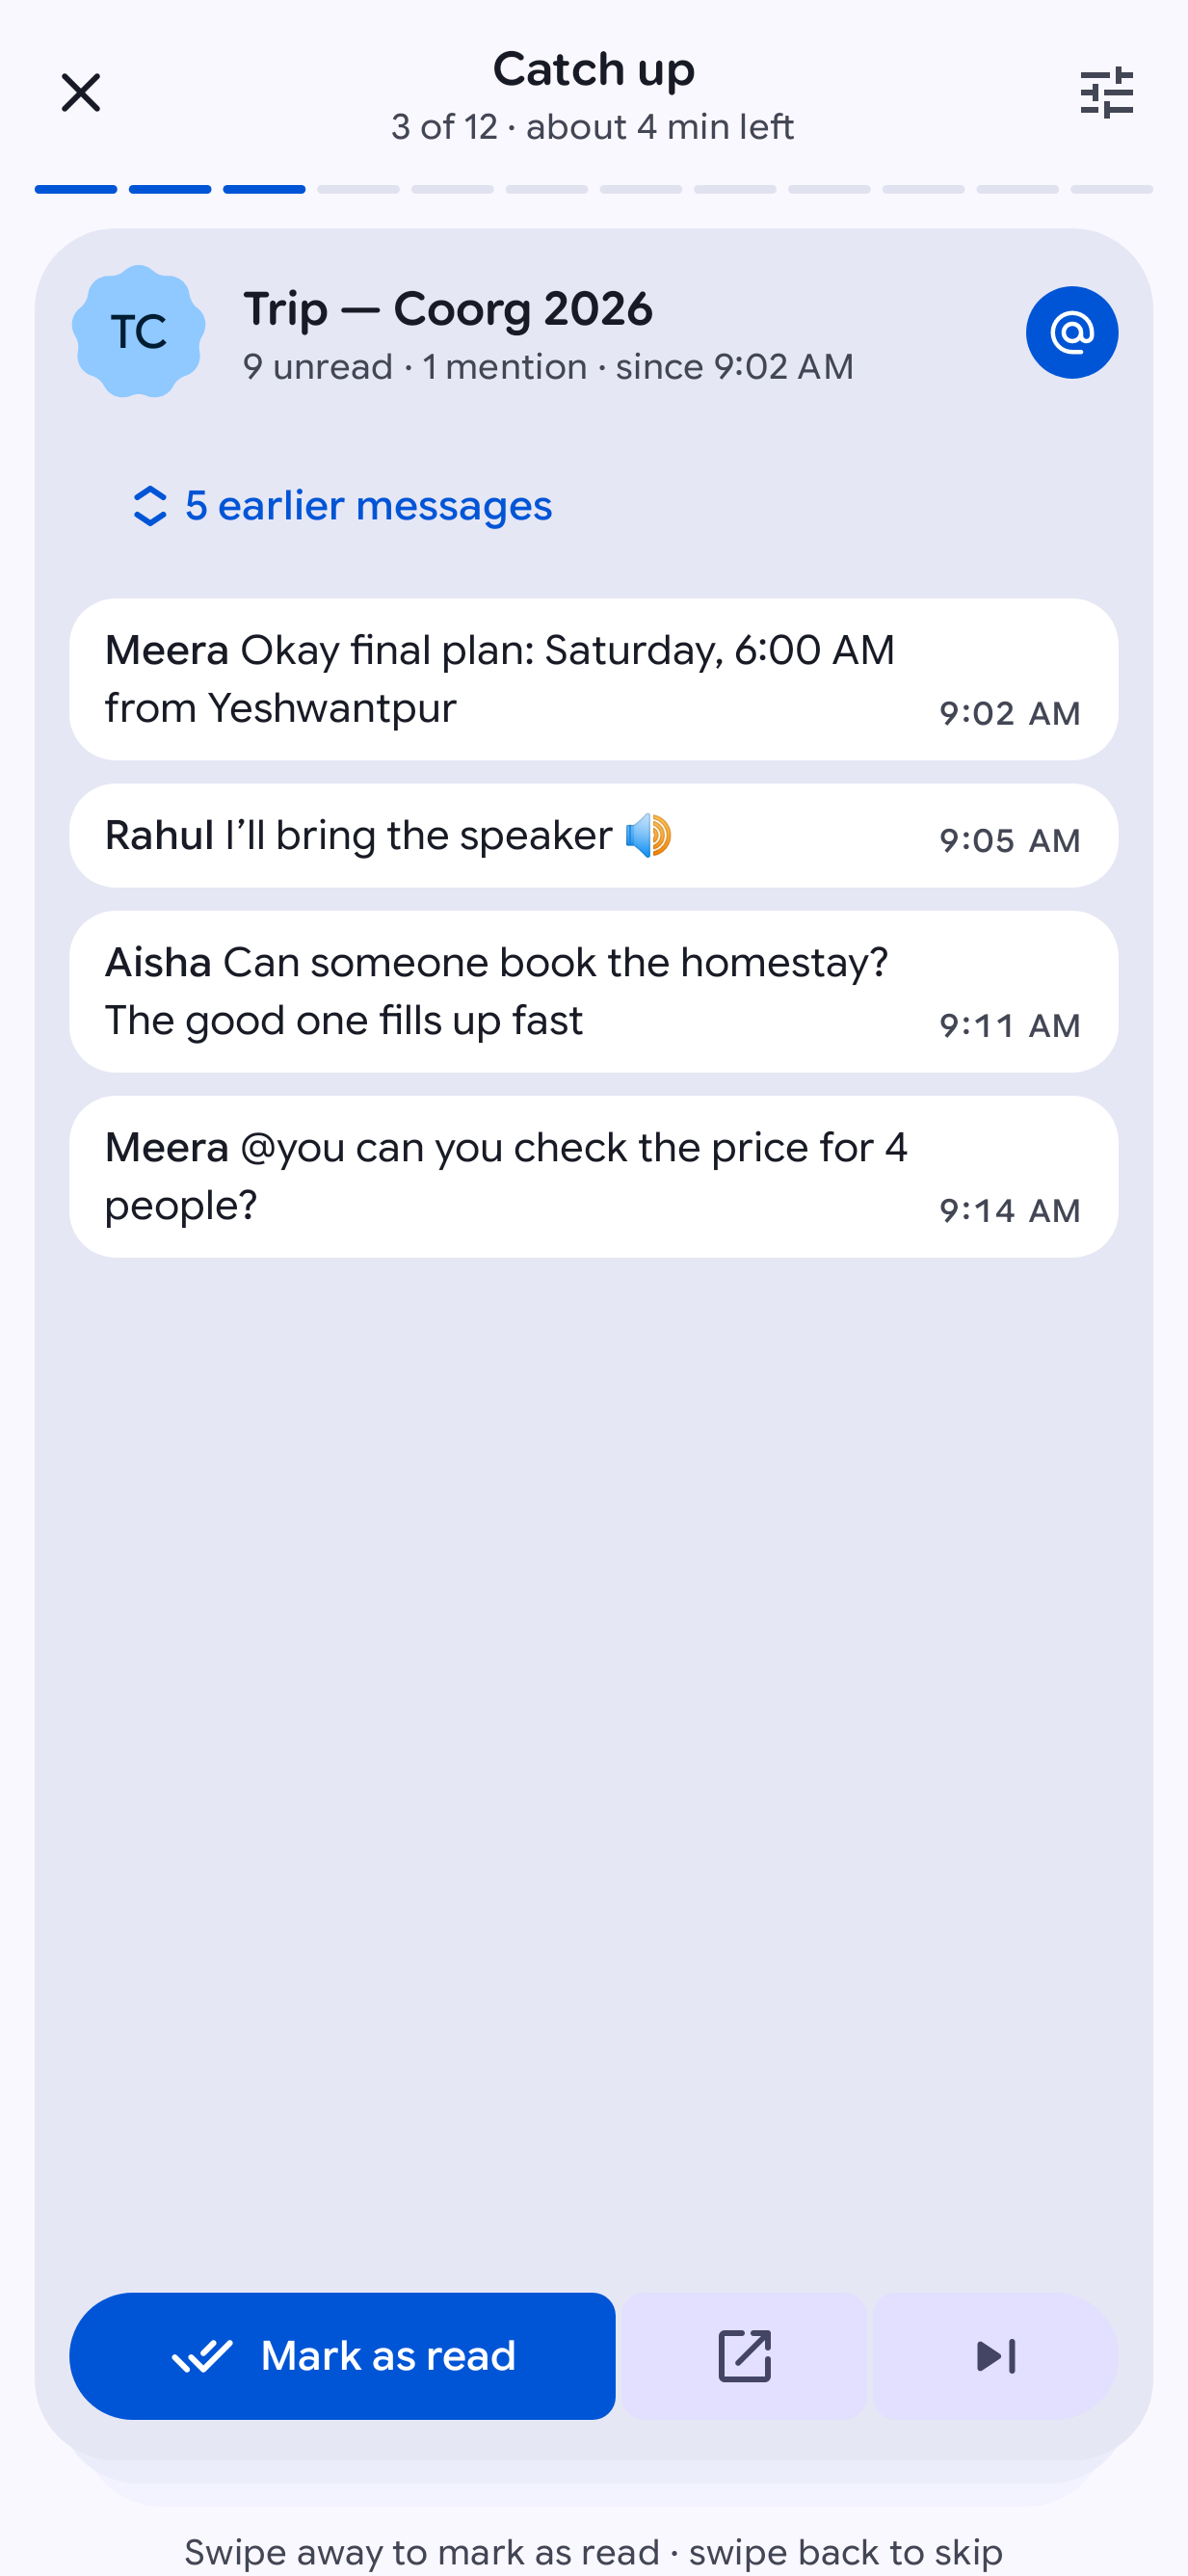 Catch up
3 of 12 · about 4 min left
TC
Trip — Coorg 2026
9 unread · 1 mention · since 9:02 AM
5 earlier messages
Meera Okay final plan: Saturday, 6:00 AM
from Yeshwantpur
9:02 AM
Rahul I’ll bring the speaker 🔊
9:05 AM
Aisha Can someone book the homestay?
The good one fills up fast
9:11 AM
Meera @you can you check the price for 4
people?
9:14 AM
Mark as read
Swipe away to mark as read · swipe back to skip